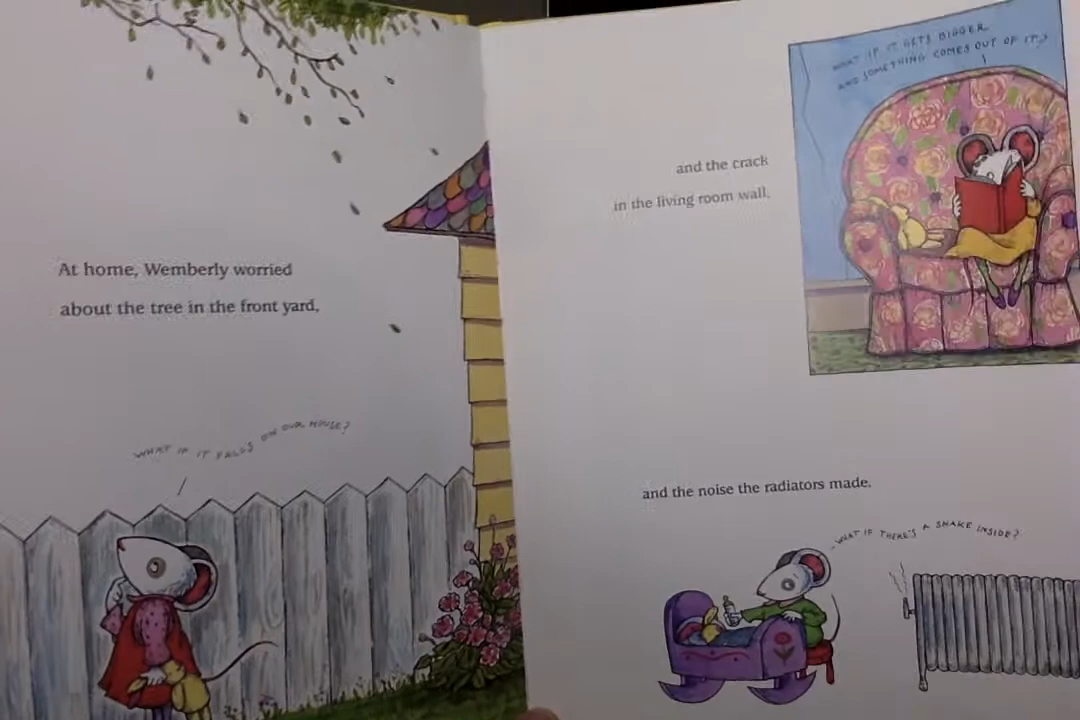 At home, Wemberly worried
about the tree in the front yard,
WHAT IF IT FALLS ON OUR HOUSE?
and the crack
in the living room wall,
WHAT IF IT GETS BIGGER
AND SOMETHING COMES OUT OF IT?
and the noise the radiators made.
WHAT IF THERE'S A SNAKE INSIDE?